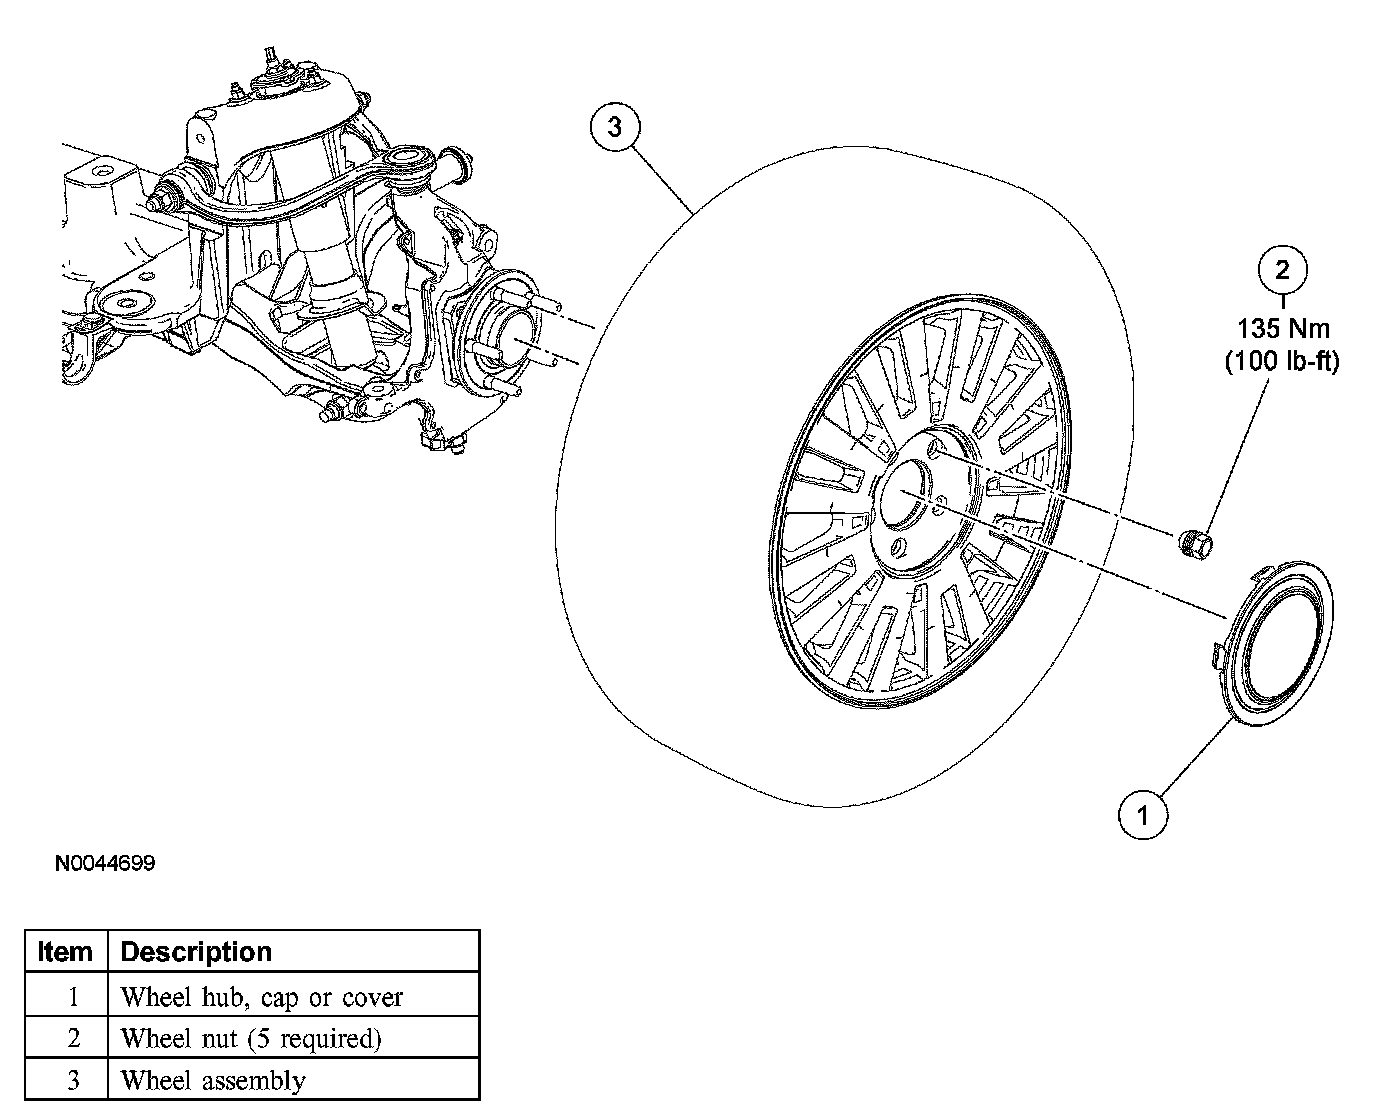 3
2
135 Nm
(100 lb-ft)
1
N0044699
Item Description
1 Wheel hub, cap or cover
2 Wheel nut (5 required)
3 Wheel assembly